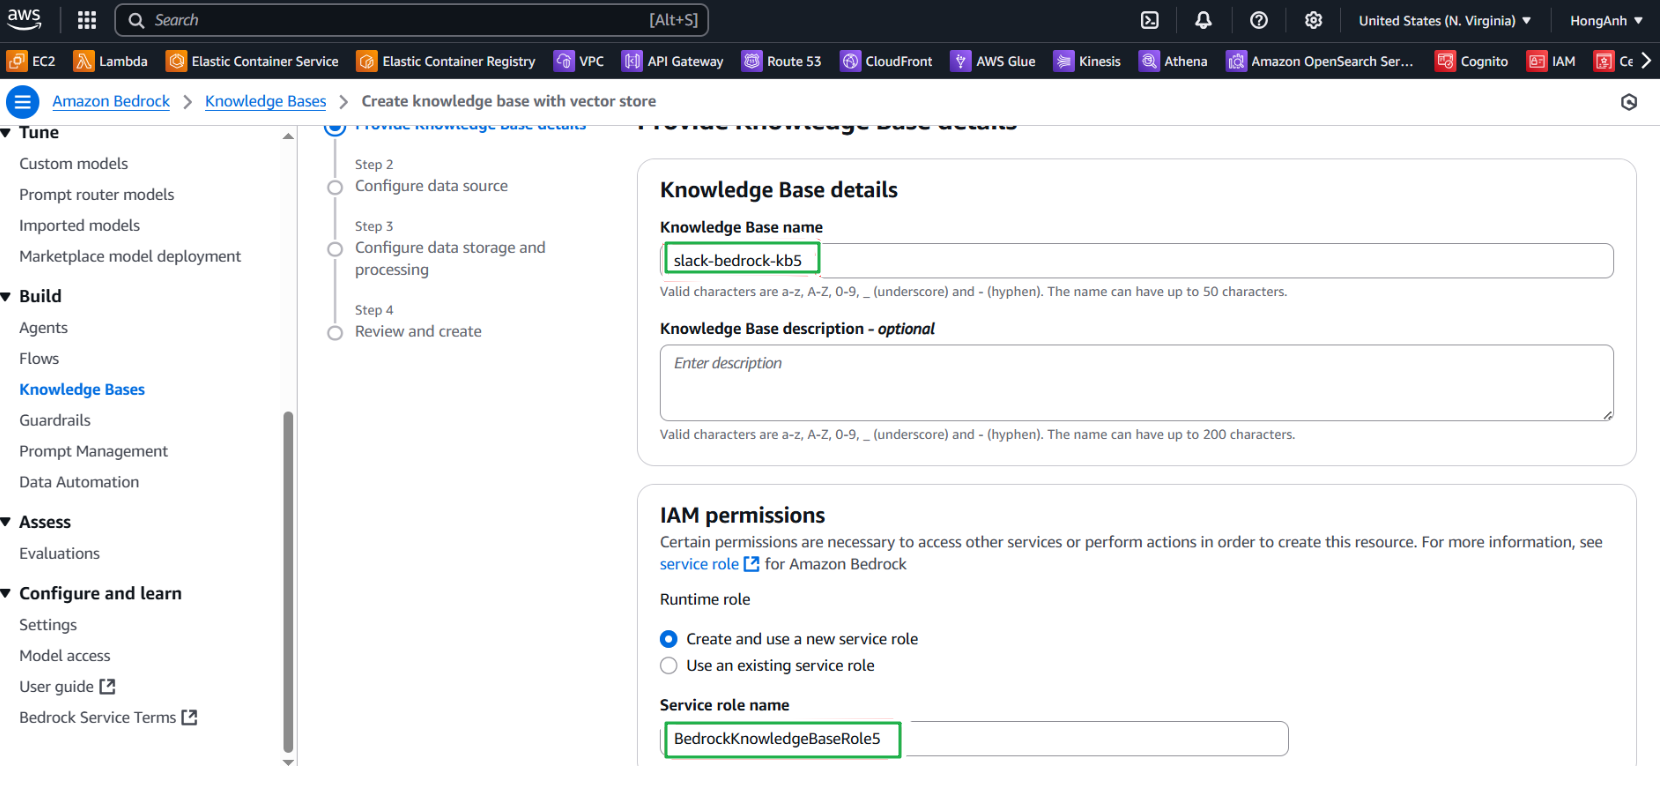 aws
Search
[Alt+S]
United States (N. Virginia)
HongAnh
EC2
Lambda
Elastic Container Service
Elastic Container Registry
VPC
API Gateway
Route 53
CloudFront
AWS Glue
Kinesis
Athena
Amazon OpenSearch Ser...
Cognito
IAM
Ce
Amazon Bedrock
Knowledge Bases
Create knowledge base with vector store
Tune
Custom models
Prompt router models
Imported models
Marketplace model deployment
Build
Agents
Flows
Knowledge Bases
Guardrails
Prompt Management
Data Automation
Assess
Evaluations
Configure and learn
Settings
Model access
User guide
Bedrock Service Terms
Provide Knowledge Base details
Step 2
Configure data source
Step 3
Configure data storage and
processing
Step 4
Review and create
Provide Knowledge Base details
Knowledge Base details
Knowledge Base name
slack-bedrock-kb5
Valid characters are a-z, A-Z, 0-9, _ (underscore) and - (hyphen). The name can have up to 50 characters.
Knowledge Base description - optional
Enter description
Valid characters are a-z, A-Z, 0-9, _ (underscore) and - (hyphen). The name can have up to 200 characters.
IAM permissions
Certain permissions are necessary to access other services or perform actions in order to create this resource. For more information, see
service role for Amazon Bedrock
Runtime role
Create and use a new service role
Use an existing service role
Service role name
BedrockKnowledgeBaseRole5